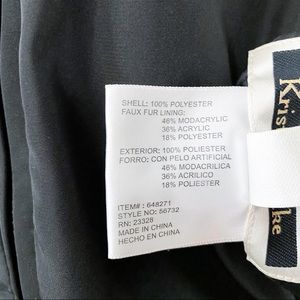 SHELL: 100% POLYESTER
FAUX FUR LINING:
46% MODACRYLIC
36% ACRYLIC
18% POLYESTER
EXTERIOR: 100% POLIESTER
FORRO: CON PELO ARTIFICIAL
46% MODACRILICA
36% ACRILICO
18% POLIESTER
ITEM# : 648271
STYLE NO: 56732
RN: 23328
MADE IN CHINA
HECHO EN CHINA
Kris
ke